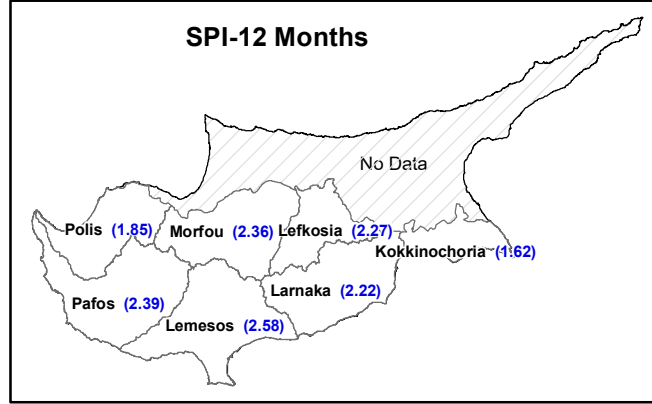 SPI-12 Months
No Data
Polis (1.85)
Morfou (2.36)
Lefkosia (2.27)
Kokkinochoria (1.62)
Pafos (2.39)
Larnaka (2.22)
Lemesos (2.58)